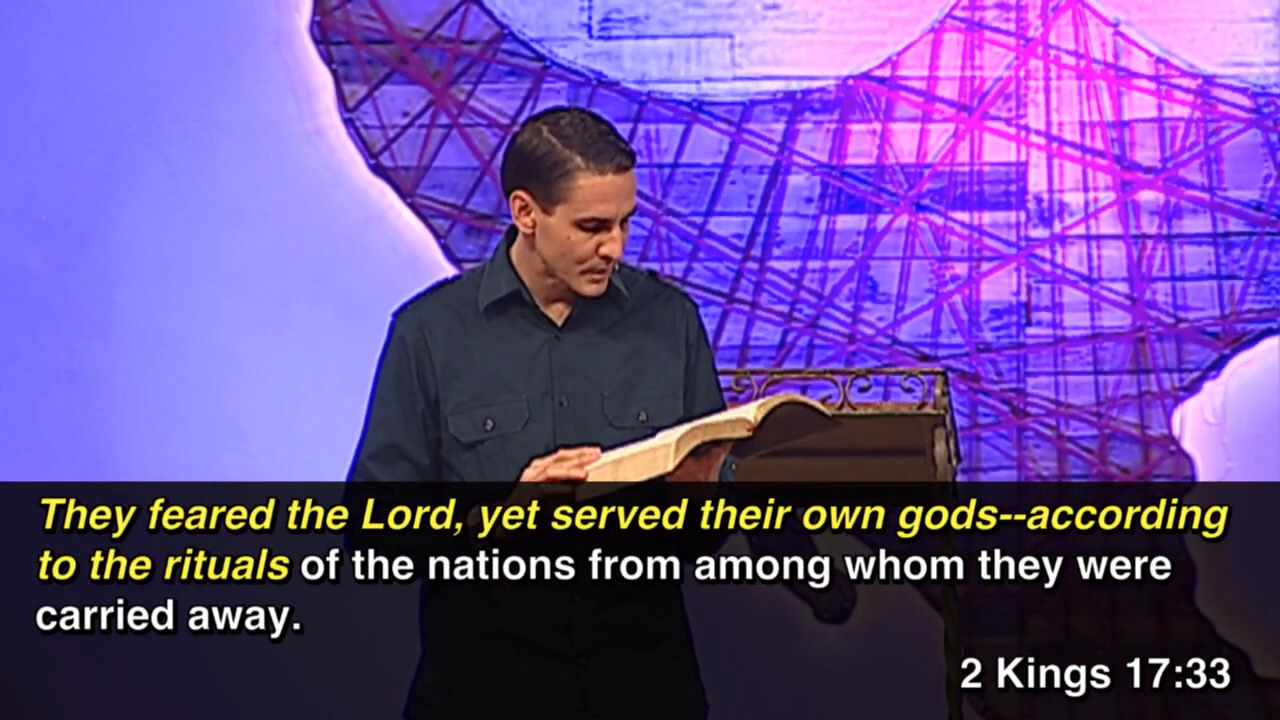 They feared the Lord, yet served their own gods--according
to the rituals of the nations from among whom they were
carried away.
2 Kings 17:33